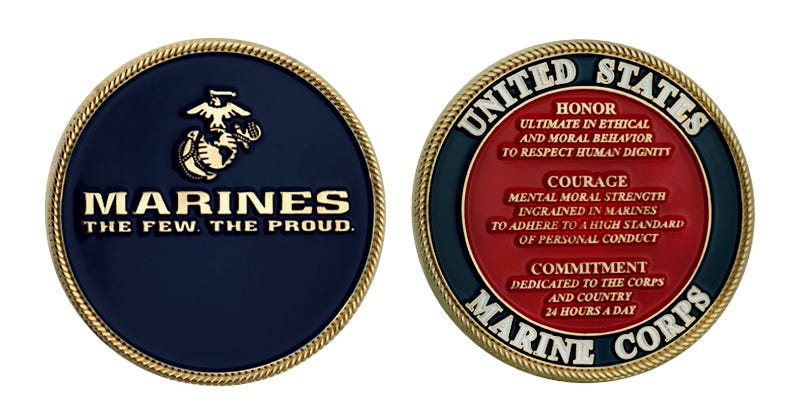 MARINES
THE FEW. THE PROUD.
UNITED STATES
HONOR
ULTIMATE IN ETHICAL
AND MORAL BEHAVIOR
TO RESPECT HUMAN DIGNITY
COURAGE
MENTAL MORAL STRENGTH
INGRAINED IN MARINES
TO ADHERE TO A HIGH STANDARD
OF PERSONAL CONDUCT
COMMITMENT
DEDICATED TO THE CORPS
AND COUNTRY
24 HOURS A DAY
MARINE CORPS